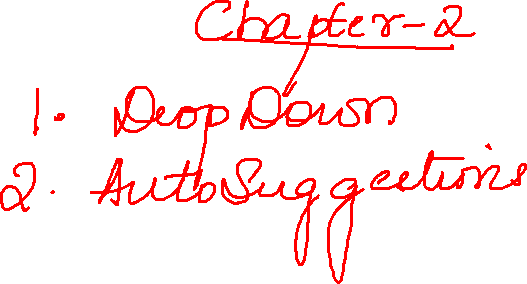 Chapter-2
1. DropDown
2. AutoSuggestions